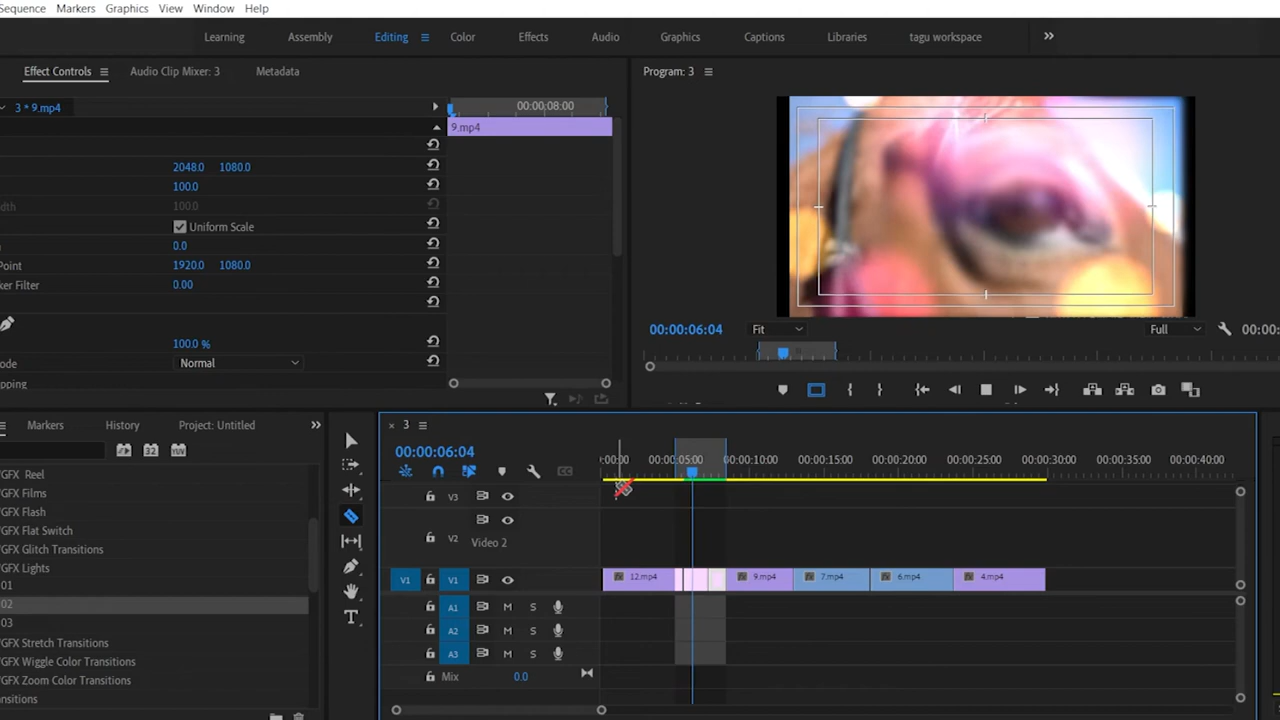 Sequence Markers Graphics View Window Help
Learning Assembly Editing Color Effects Audio Graphics Captions Libraries tagu workspace
Effect Controls Audio Clip Mixer: 3 Metadata
Program: 3
3 * 9.mp4
00:00:08:00
9.mp4
2048.0 1080.0
100.0
100.0
Uniform Scale
0.0
Point 1920.0 1080.0
ker Filter 0.00
100.0 %
ode Normal
pping
00:00:06:04 Fit Full 00:00:
Markers History Project: Untitled
32 YUV
GFX Reel
GFX Films
GFX Flash
GFX Flat Switch
GFX Glitch Transitions
GFX Lights
01
02
03
GFX Stretch Transitions
GFX Wiggle Color Transitions
GFX Zoom Color Transitions
nsitions
3
00:00:06:04
:00:00 00:00:05:00 00:00:10:00 00:00:15:00 00:00:20:00 00:00:25:00 00:00:30:00 00:00:35:00 00:00:40:00
V3
V2 Video 2
V1 V1 fx 12.mp4 fx 9.mp4 fx 7.mp4 fx 6.mp4 fx 4.mp4
A1 M S
A2 M S
A3 M S
Mix 0.0